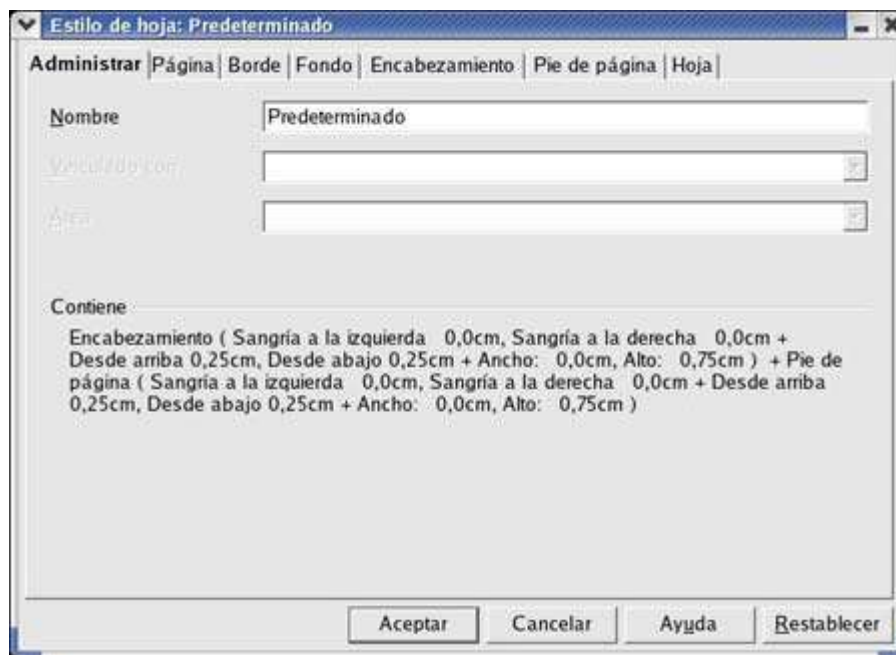 Estilo de hoja: Predeterminado
Administrar Página Borde Fondo Encabezamiento Pie de página Hoja
Nombre Predeterminado
Vinculado con
Área
Contiene
Encabezamiento ( Sangría a la izquierda 0,0cm, Sangría a la derecha 0,0cm +
Desde arriba 0,25cm, Desde abajo 0,25cm + Ancho: 0,0cm, Alto: 0,75cm ) + Pie de
página ( Sangría a la izquierda 0,0cm, Sangría a la derecha 0,0cm + Desde arriba
0,25cm, Desde abajo 0,25cm + Ancho: 0,0cm, Alto: 0,75cm )
Aceptar Cancelar Ayuda Restablecer